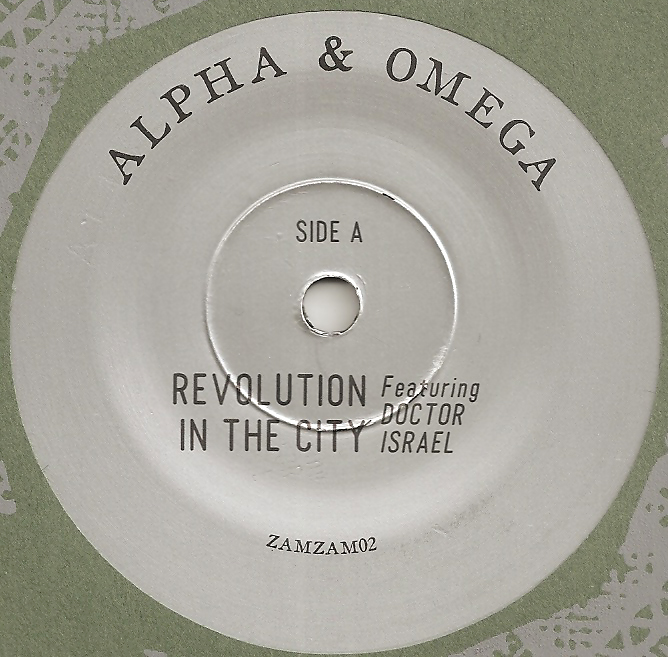 ALPHA & OMEGA
SIDE A
REVOLUTION
IN THE CITY
Featuring
DOCTOR
ISRAEL
ZAMZAM02